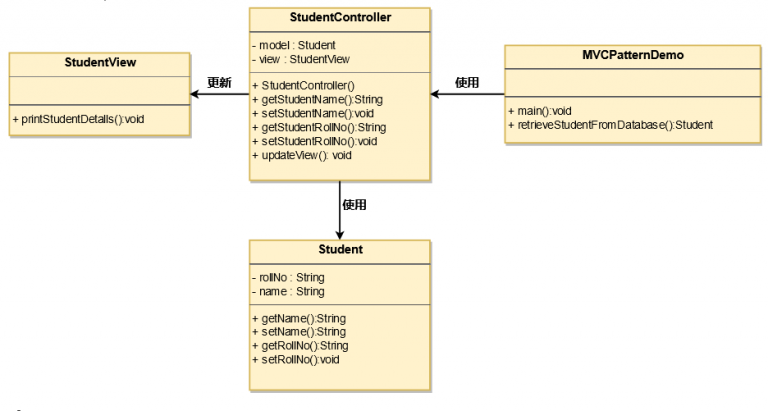 StudentController
- model : Student
- view : StudentView
+ StudentController()
+ getStudentName():String
+ setStudentName():void
+ getStudentRollNo():String
+ setStudentRollNo():void
+ updateView(): void
StudentView
+ printStudentDetails():void
更新
使用
MVCPatternDemo
+ main():void
+ retrieveStudentFromDatabase():Student
使用
Student
- rollNo : String
- name : String
+ getName():String
+ setName():String
+ getRollNo():String
+ setRollNo():void